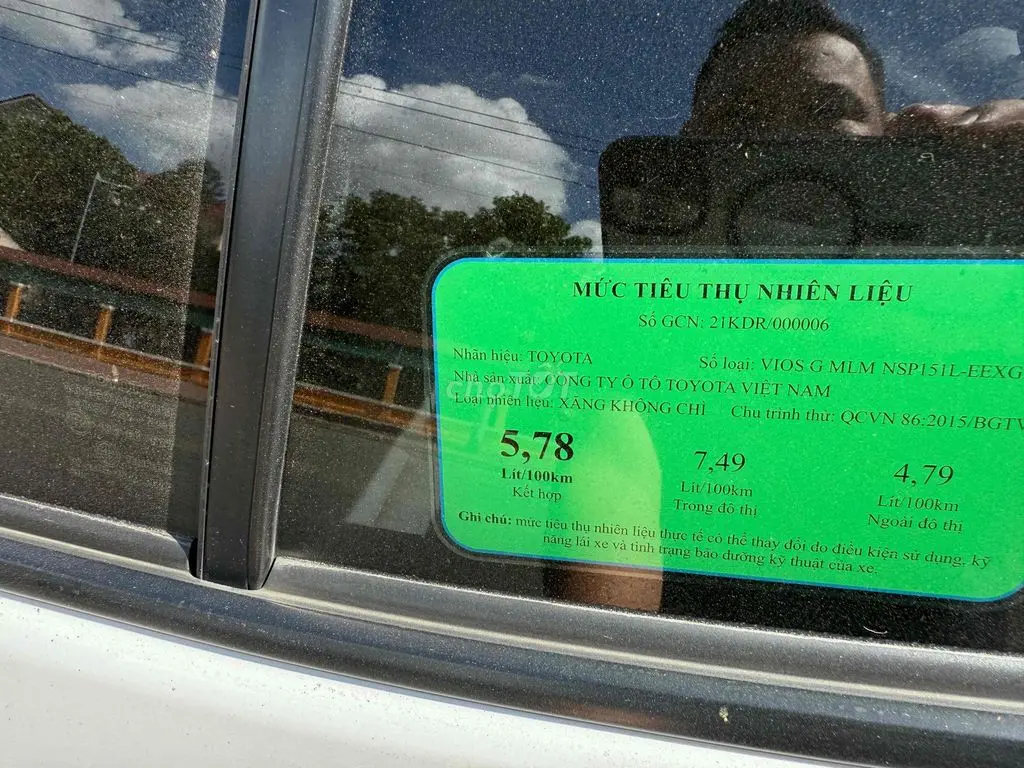 MỨC TIÊU THỤ NHIÊN LIỆU
Số GCN: 21KDR/000006
Nhãn hiệu: TOYOTA Số loại: VIOS G MLM NSP151L-EEXG
Nhà sản xuất: CÔNG TY Ô TÔ TOYOTA VIỆT NAM
Loại nhiên liệu: XĂNG KHÔNG CHÌ Chu trình thử: QCVN 86:2015/BGTV
5,78 7,49 4,79
Lít/100km Lít/100km Lít/100km
Kết hợp Trong đô thị Ngoài đô thị
Ghi chú: mức tiêu thụ nhiên liệu thực tế có thể thay đổi do điều kiện sử dụng, kỹ
năng lái xe và tình trạng bảo dưỡng kỹ thuật của xe.
chợ TỐT